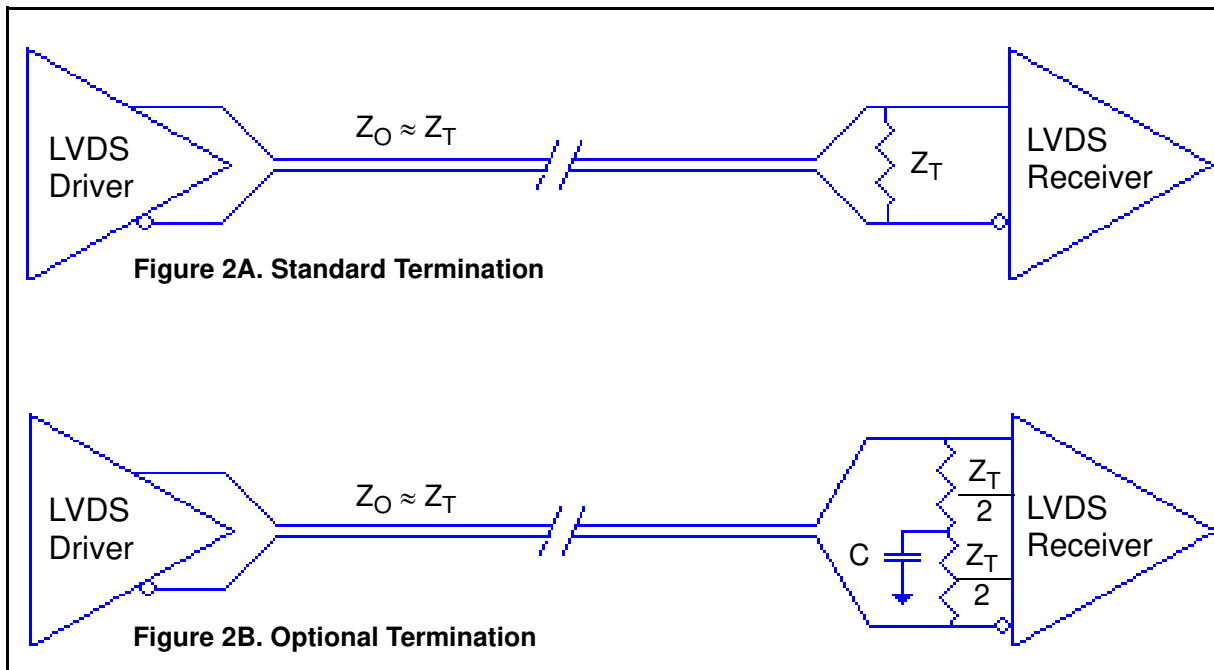 LVDS
Driver
Z_O ≈ Z_T
Z_T
LVDS
Receiver
Figure 2A. Standard Termination
LVDS
Driver
Z_O ≈ Z_T
C
Z_T
2
Z_T
2
LVDS
Receiver
Figure 2B. Optional Termination